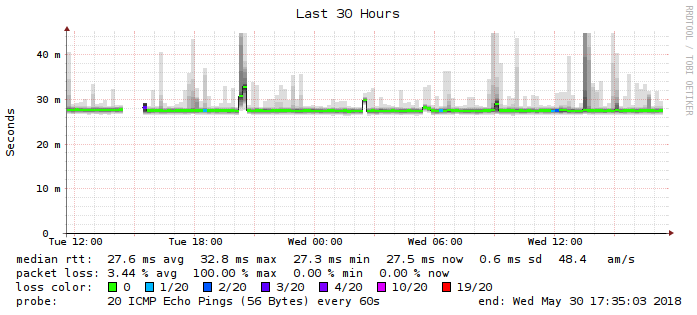 Last 30 Hours
RRDTOOL / TOBI OETIKER
Seconds
40 m
30 m
20 m
10 m
0
Tue 12:00 Tue 18:00 Wed 00:00 Wed 06:00 Wed 12:00
median rtt: 27.6 ms avg 32.8 ms max 27.3 ms min 27.5 ms now 0.6 ms sd 48.4 am/s
packet loss: 3.44 % avg 100.00 % max 0.00 % min 0.00 % now
loss color: 0 1/20 2/20 3/20 4/20 10/20 19/20
probe: 20 ICMP Echo Pings (56 Bytes) every 60s end: Wed May 30 17:35:03 2018